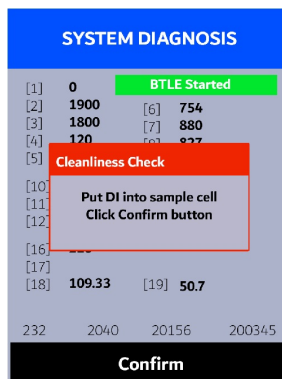 SYSTEM DIAGNOSIS
[1] 0 BTLE Started
[2] 1900 [6] 754
[3] 1800 [7] 880
[4] 120 827
[5]
Cleanliness Check
Put DI into sample cell
Click Confirm button
[10]
[11]
[12]
[16]
[17]
[18] 109.33 [19] 50.7
232 2040 20156 200345
Confirm